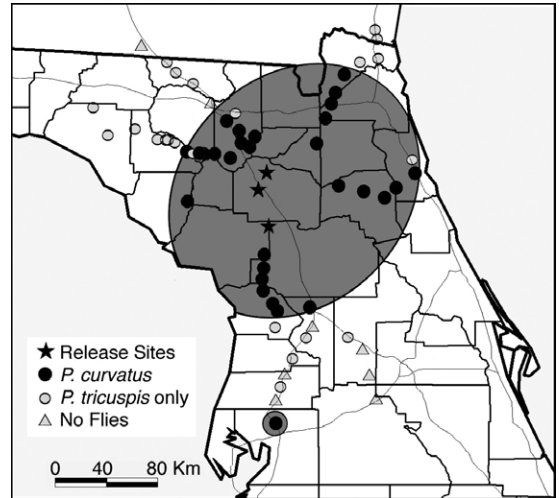 Release Sites
P. curvatus
P. tricuspis only
No Flies
0 40 80 Km